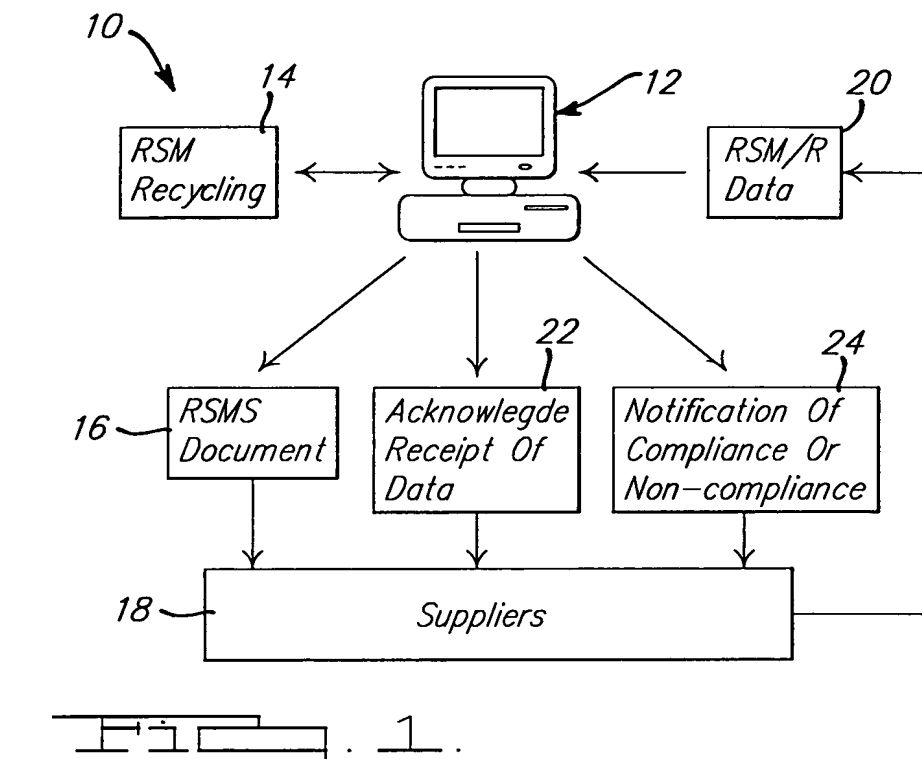 10
14
12
20
RSM
Recycling
RSM/R
Data
22
24
16
RSMS
Document
Acknowlegde
Receipt Of
Data
Notification Of
Compliance Or
Non-compliance
18
Suppliers
Fig. 1.